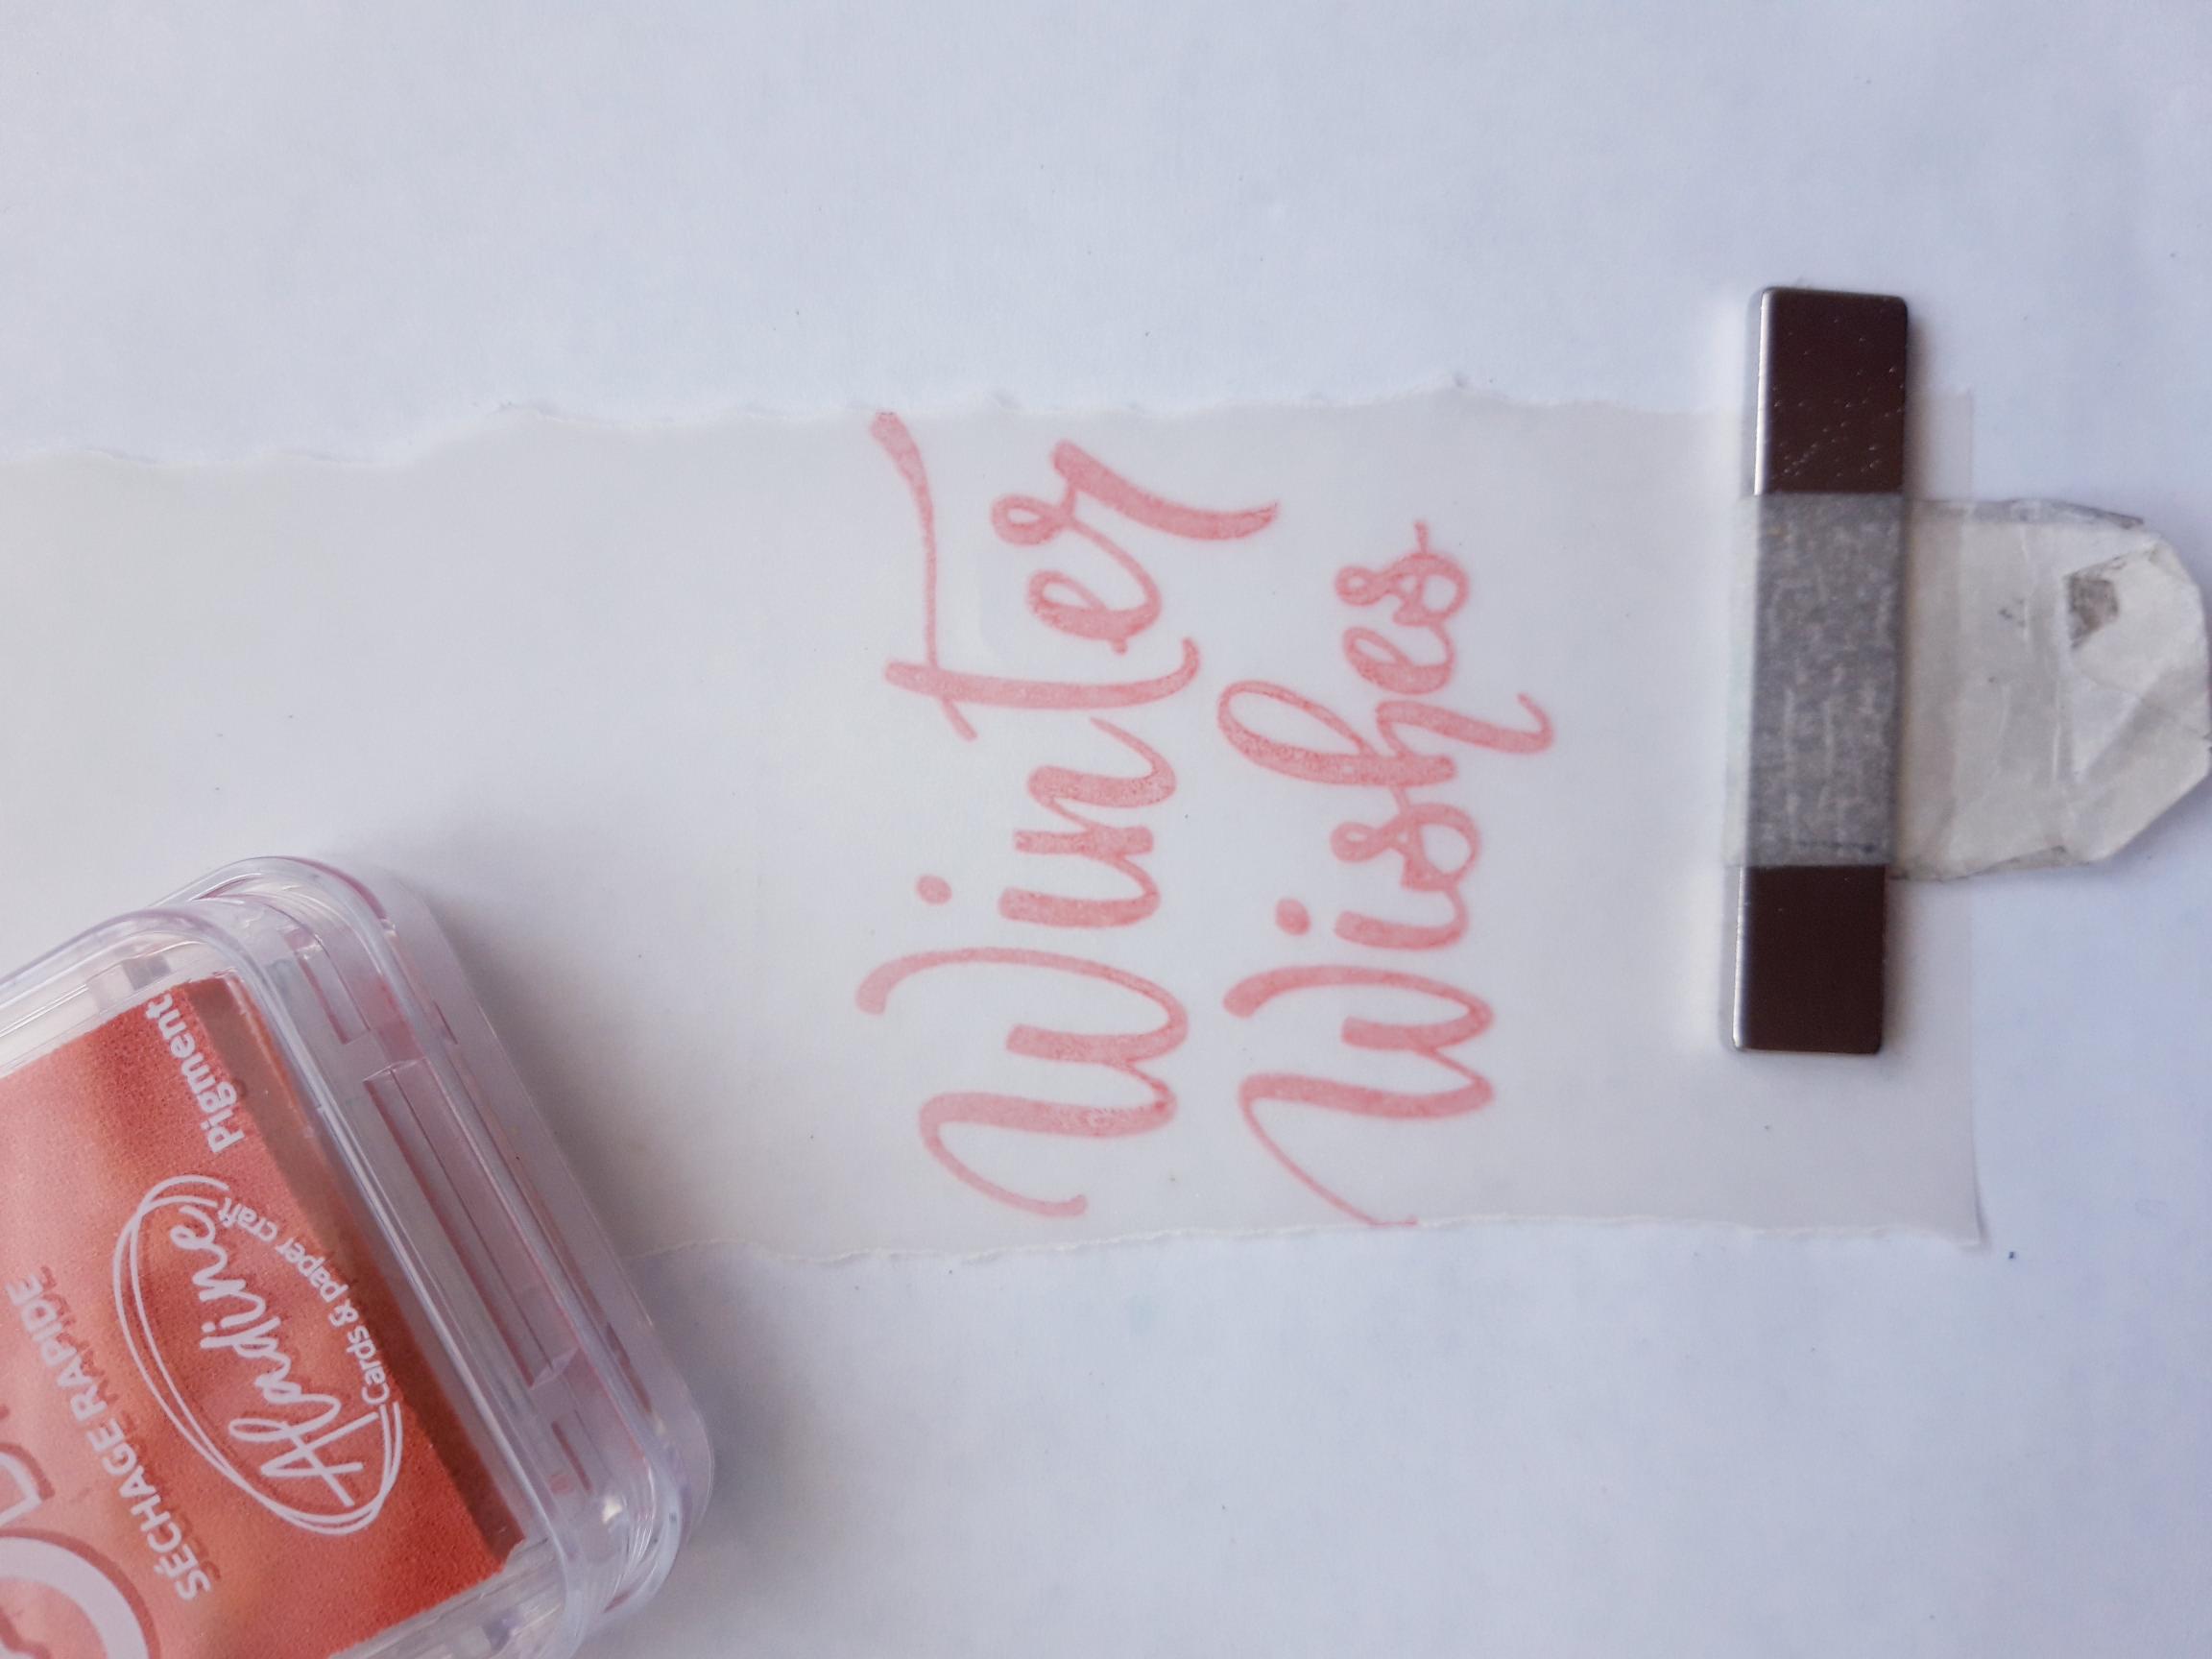 Winter
Wishes
Pigment
Aladine
Cards & paper craft
SÉCHAGE RAPIDE